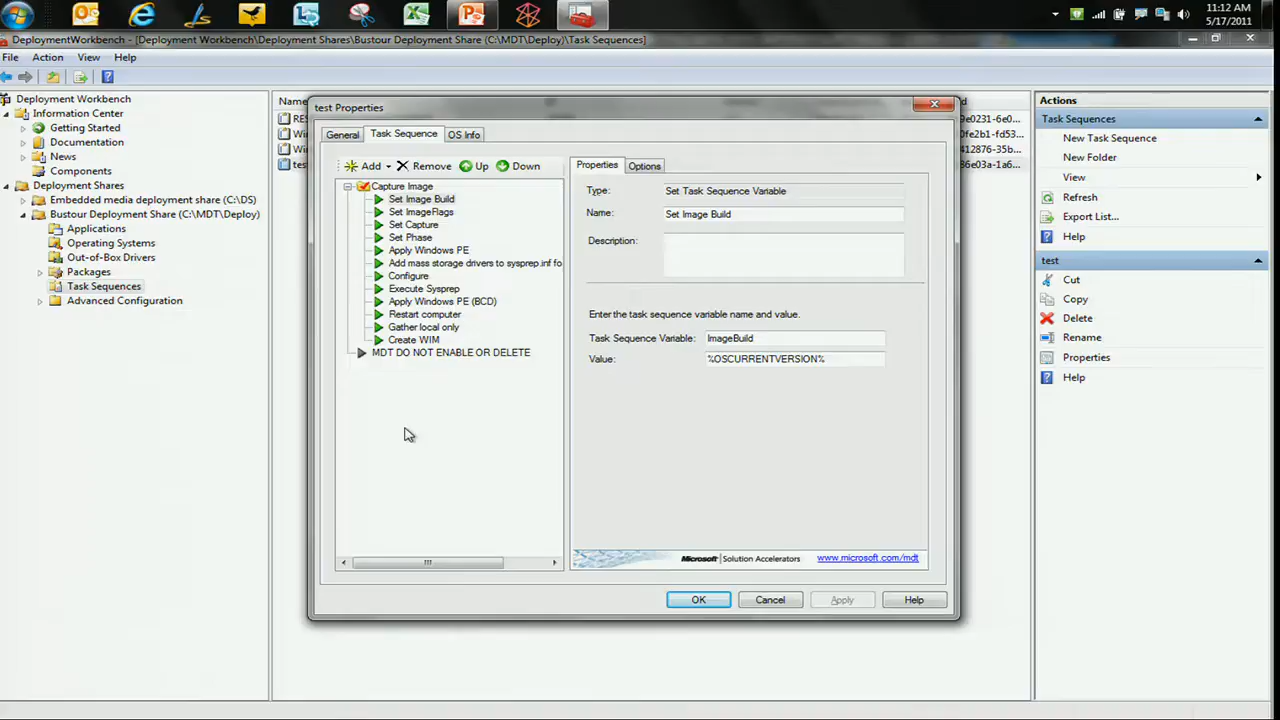 11:12 AM
5/17/2011
DeploymentWorkbench - [Deployment Workbench\Deployment Shares\Bustour Deployment Share (C:\MDT\Deploy)\Task Sequences]
File Action View Help
Deployment Workbench
Information Center
Getting Started
Documentation
News
Components
Deployment Shares
Embedded media deployment share (C:\DS)
Bustour Deployment Share (C:\MDT\Deploy)
Applications
Operating Systems
Out-of-Box Drivers
Packages
Task Sequences
Advanced Configuration
Name
test Properties
General Task Sequence OS Info
Add Remove Up Down
Capture Image
Set Image Build
Set ImageFlags
Set Capture
Set Phase
Apply Windows PE
Add mass storage drivers to sysprep.inf fo
Configure
Execute Sysprep
Apply Windows PE (BCD)
Restart computer
Gather local only
Create WIM
MDT DO NOT ENABLE OR DELETE
Properties Options
Type: Set Task Sequence Variable
Name: Set Image Build
Description:
Enter the task sequence variable name and value.
Task Sequence Variable: ImageBuild
Value: %OSCURRENTVERSION%
Microsoft Solution Accelerators www.microsoft.com/mdt
OK Cancel Apply Help
9e0231-6e0...
0fe2b1-fd53...
412876-35b...
86e03a-1a6...
Actions
Task Sequences
New Task Sequence
New Folder
View
Refresh
Export List...
Help
test
Cut
Copy
Delete
Rename
Properties
Help